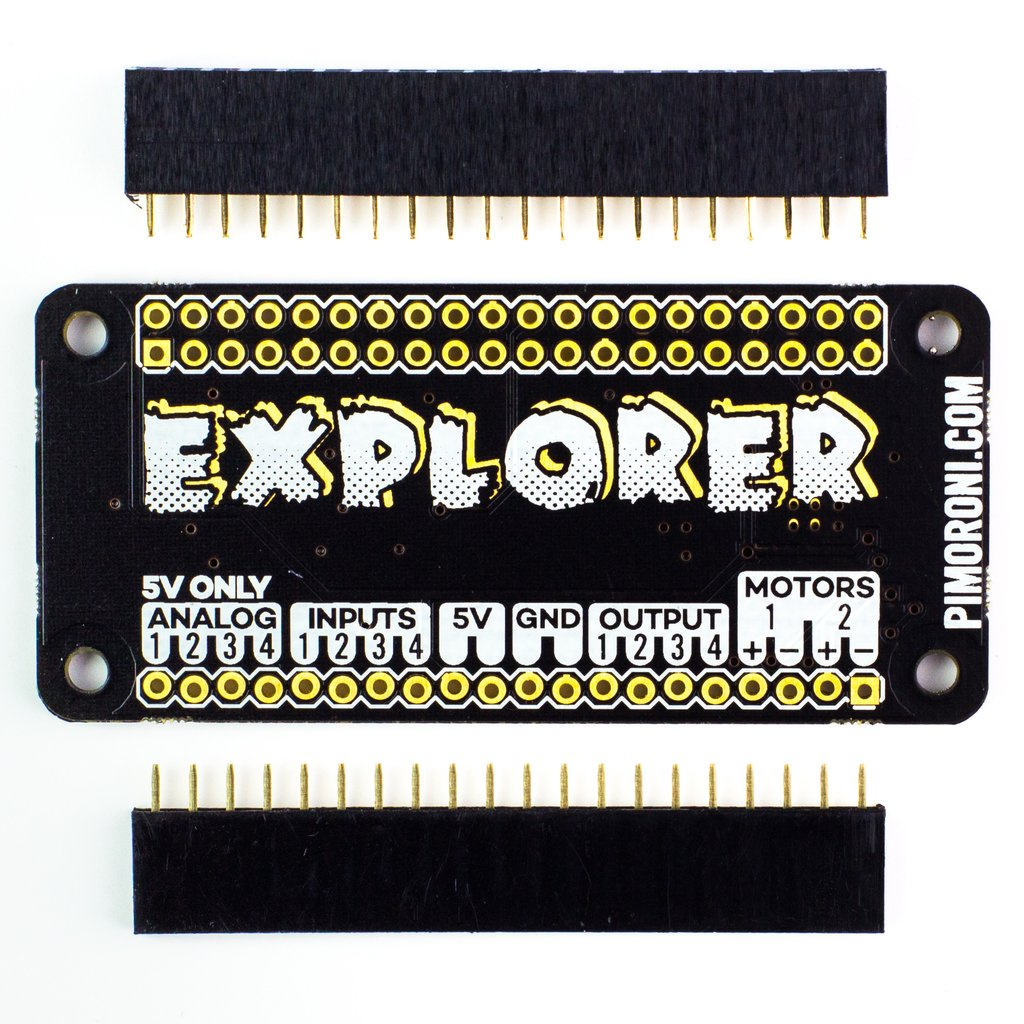 EXPLORER
PIMORONI.COM
5V ONLY
ANALOG INPUTS 5V GND OUTPUT MOTORS
1 2 3 4 1 2 3 4 1 2 3 4 1 2
+ - + -